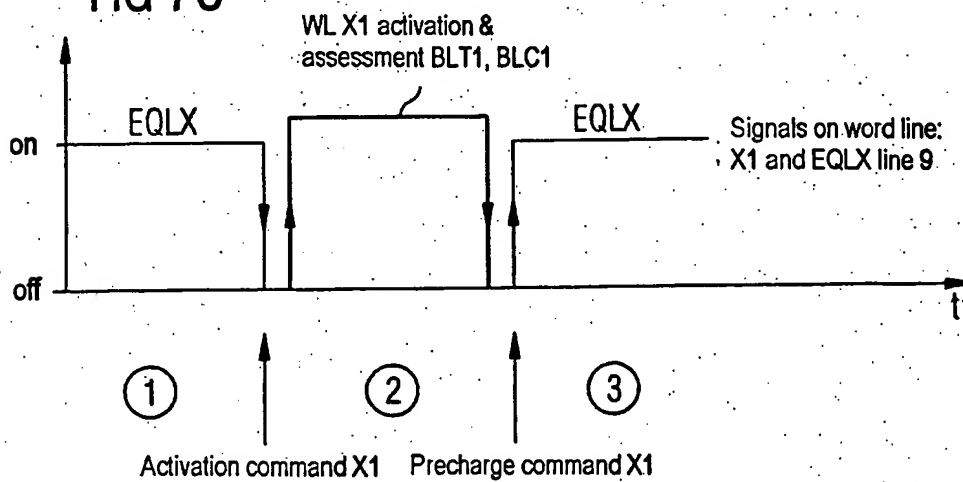 WL X1 activation &
assessment BLT1, BLC1
EQLX
EQLX
Signals on word line:
X1 and EQLX line 9
on
off
t
1
2
3
Activation command X1
Precharge command X1